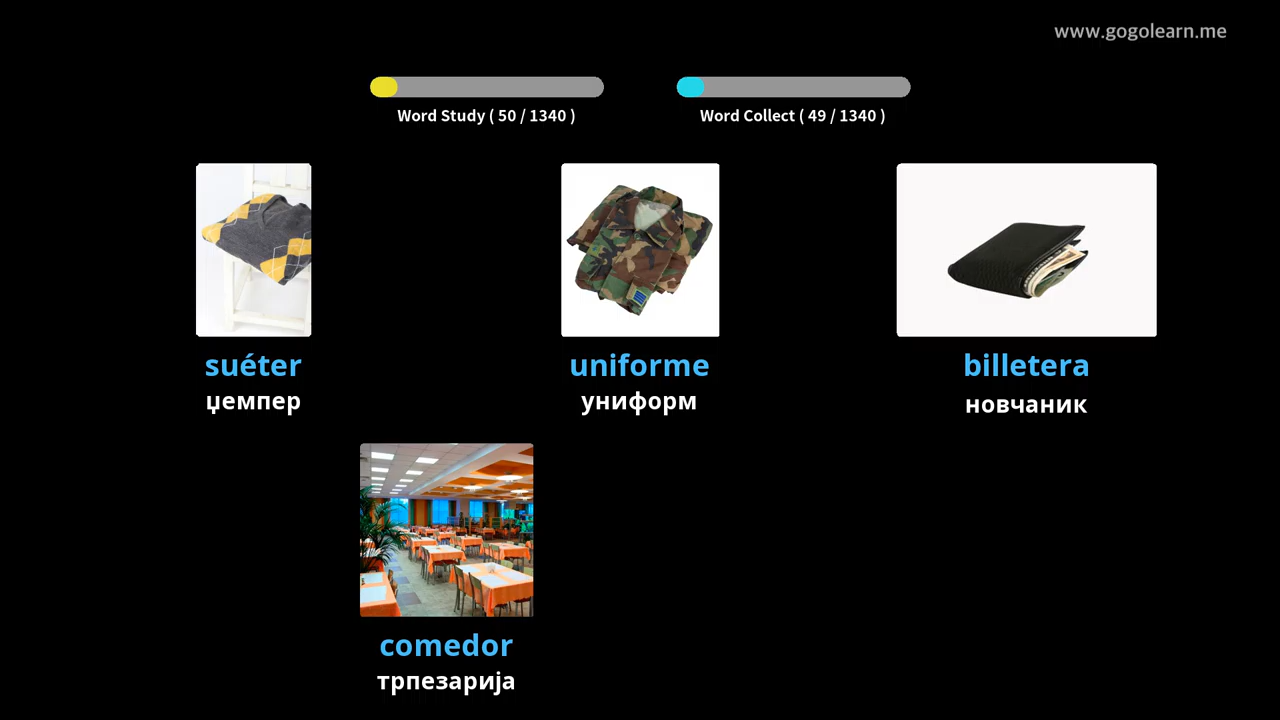 www.gogolearn.me
Word Study ( 50 / 1340 )
Word Collect ( 49 / 1340 )
suéter
џемпер
uniforme
униформ
billetera
новчаник
comedor
трпезарија